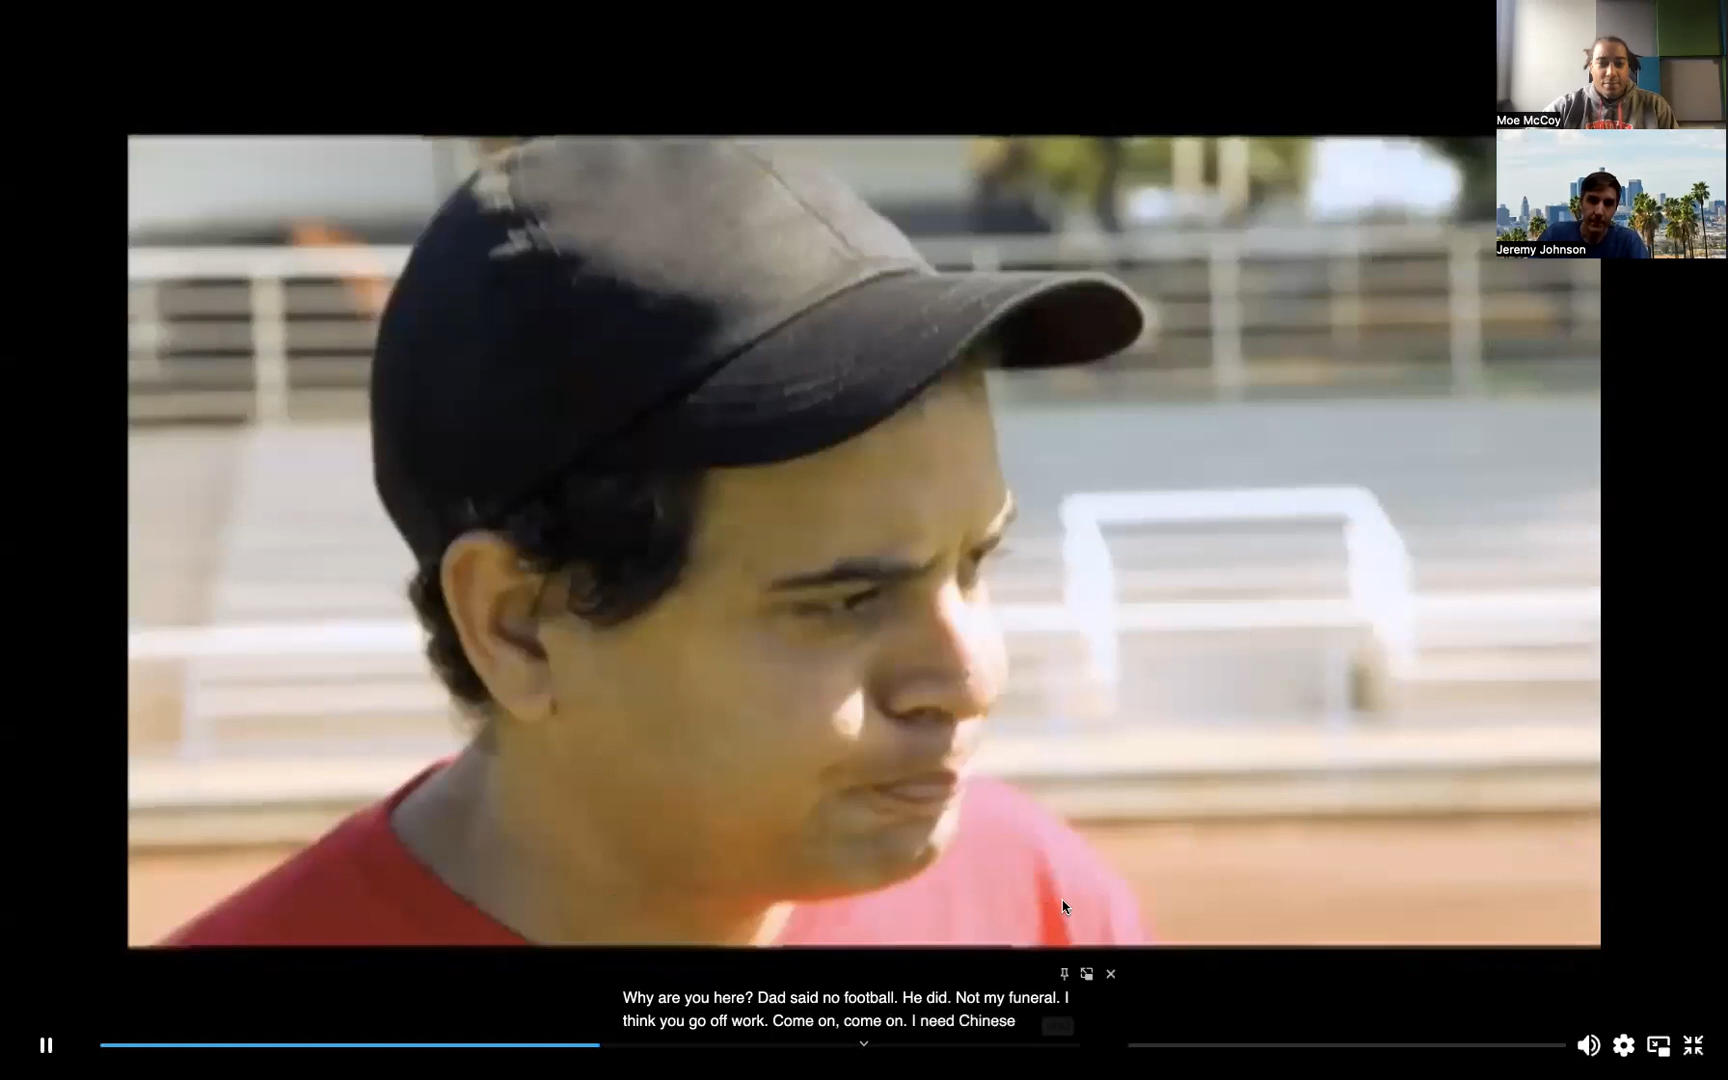 Moe McCoy
Jeremy Johnson
Why are you here? Dad said no football. He did. Not my funeral. I
think you go off work. Come on, come on. I need Chinese